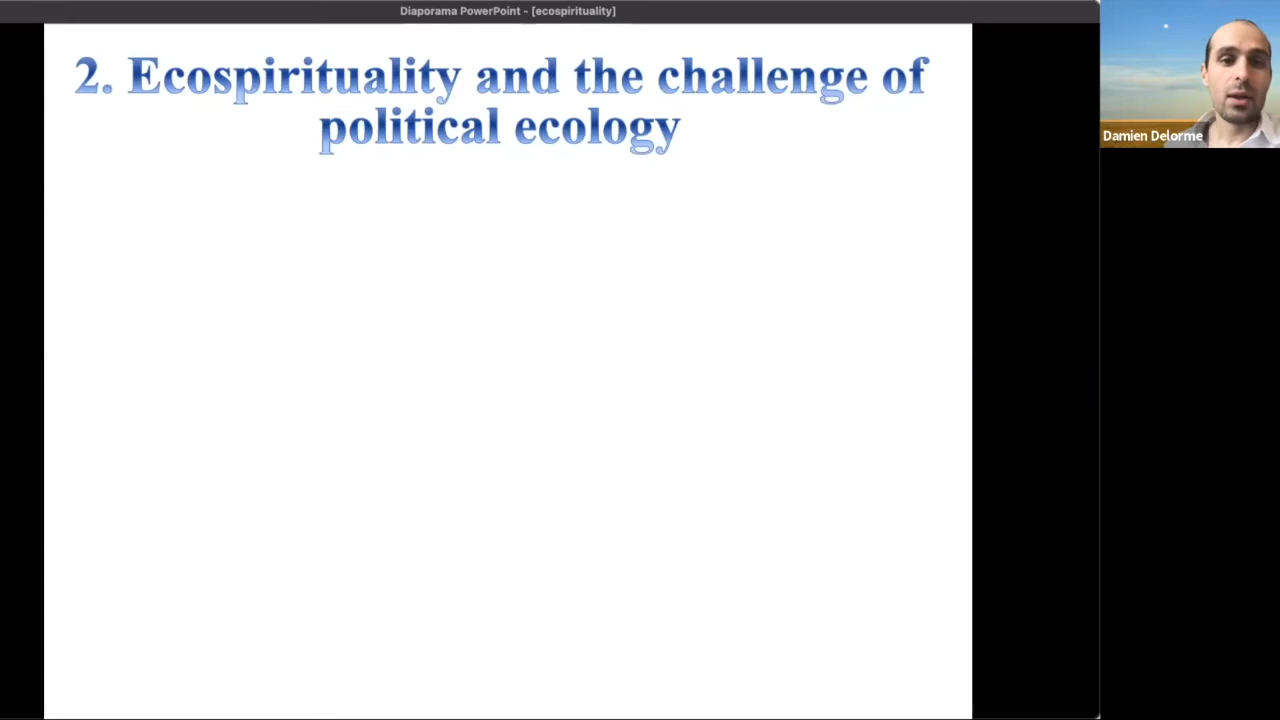 Diaporama PowerPoint - [ecospirituality]
2. Ecospirituality and the challenge of
political ecology
Damien Delorme